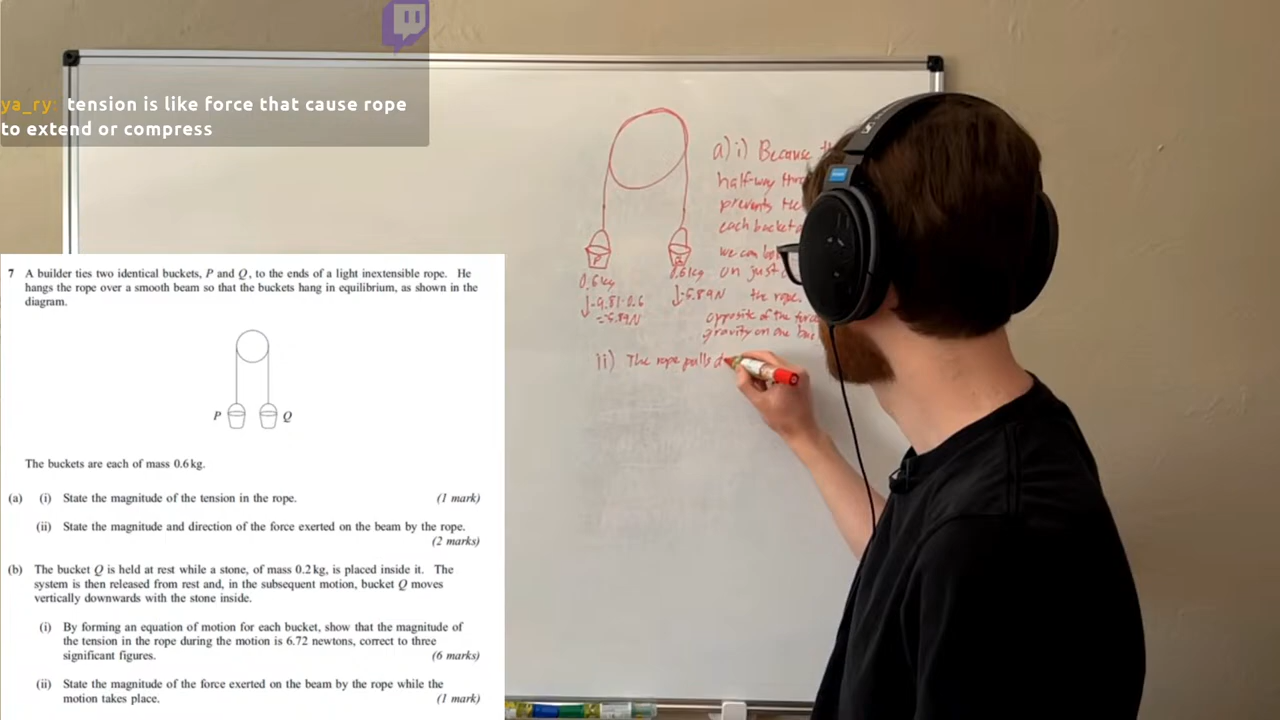 ya_ry: tension is like force that cause rope
to extend or compress
7 A builder ties two identical buckets, P and Q, to the ends of a light inextensible rope. He
hangs the rope over a smooth beam so that the buckets hang in equilibrium, as shown in the
diagram.
P Q
The buckets are each of mass 0.6 kg.
(a) (i) State the magnitude of the tension in the rope. (1 mark)
(ii) State the magnitude and direction of the force exerted on the beam by the rope.
(2 marks)
(b) The bucket Q is held at rest while a stone, of mass 0.2 kg, is placed inside it. The
system is then released from rest and, in the subsequent motion, bucket Q moves
vertically downwards with the stone inside.
(i) By forming an equation of motion for each bucket, show that the magnitude of
the tension in the rope during the motion is 6.72 newtons, correct to three
significant figures. (6 marks)
(ii) State the magnitude of the force exerted on the beam by the rope while the
motion takes place. (1 mark)
P
0.6kg
-9.81·0.6
=-5.89N
0.6kg
-5.89N
a) i) Because
half-way
prevents the
each bucket
we can
on just
the rope.
opposite of the
gravity on one
ii) The rope pulls d